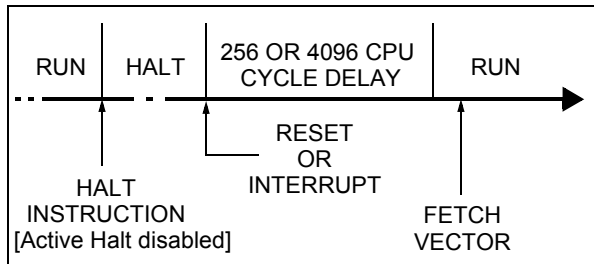 RUN
HALT
256 OR 4096 CPU
CYCLE DELAY
RUN
RESET
OR
INTERRUPT
HALT
INSTRUCTION
[Active Halt disabled]
FETCH
VECTOR